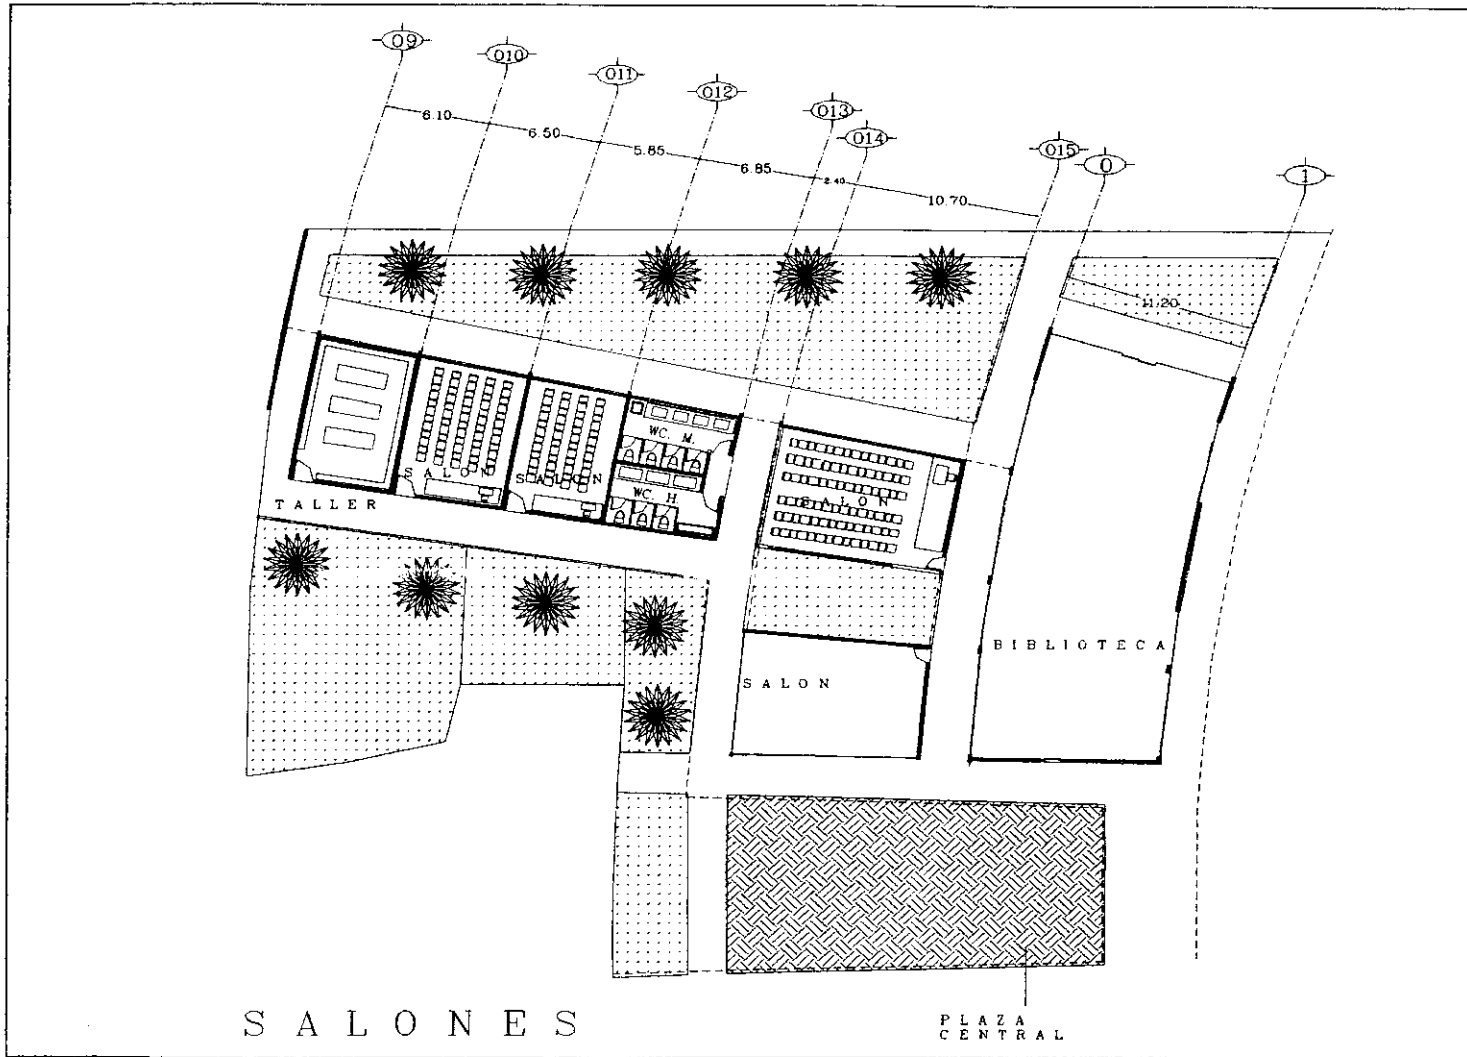 09
010
011
012
013
014
015
0
1
6.10
6.50
5.85
6.85
2.40
10.70
11.20
WC. M.
SALON
SALON
WC. H.
SALON
TALLER
BIBLIOTECA
SALON
SALONES
PLAZA
CENTRAL